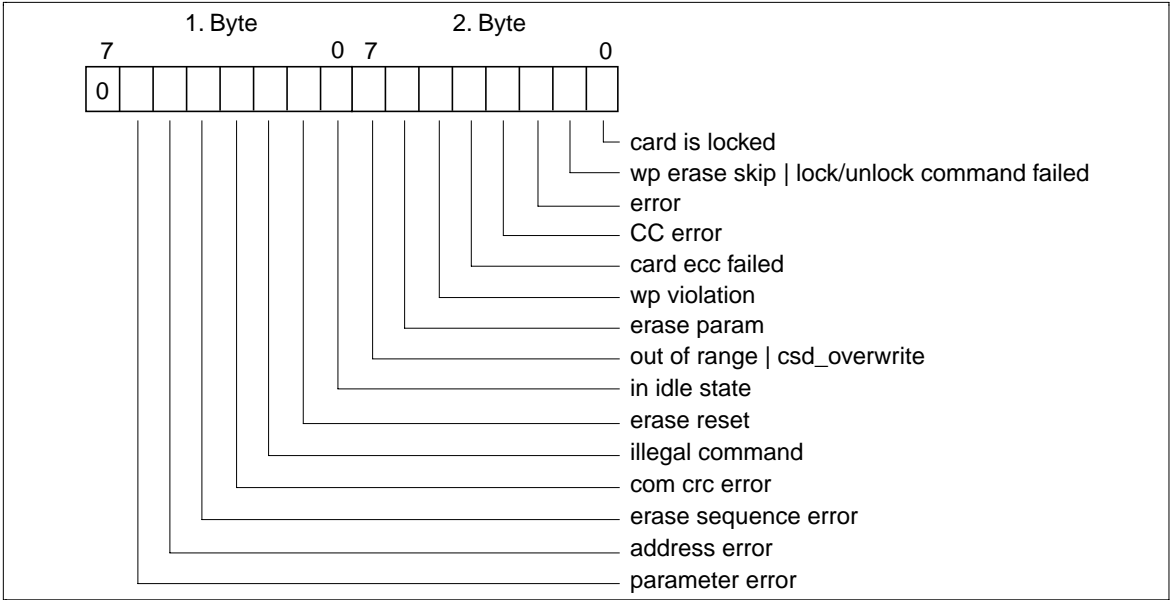 1. Byte 2. Byte
7 0 7 0
0
card is locked
wp erase skip | lock/unlock command failed
error
CC error
card ecc failed
wp violation
erase param
out of range | csd_overwrite
in idle state
erase reset
illegal command
com crc error
erase sequence error
address error
parameter error